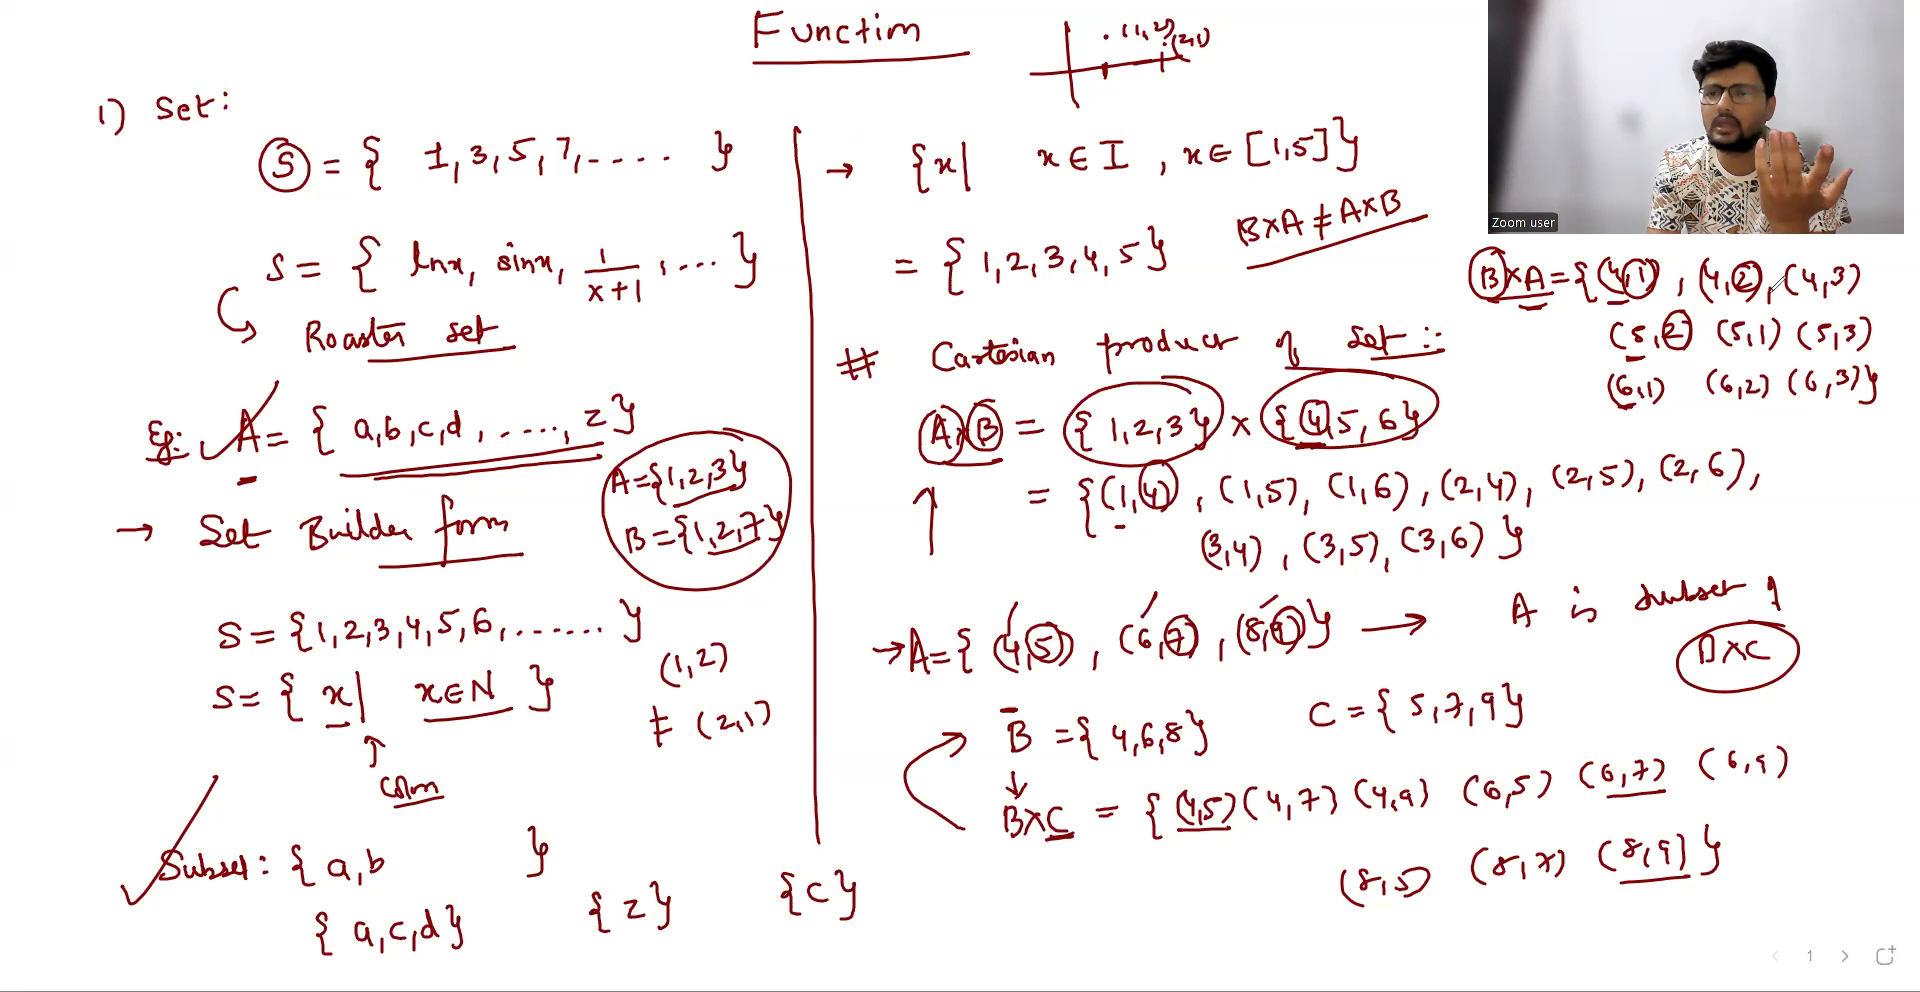 Function
. (1,2)
(2,1)
1) Set:
S = { 1, 3, 5, 7, ..... }
S = { lnx, sinx, 1/x+1, ... }
Roaster set
Eg: A = { a, b, c, d, ....., z }
A = {1,2,3}
B = {1,2,7}
→ Set Builder form
S = {1,2,3,4,5,6, ...... }
S = { x | x ∈ N }
↑
(1,2)
≠ (2,1)
Subset: { a, b }
{ a, c, d } { z } { c }
→ { x | x ∈ I , x ∈ [1,5] }
= { 1, 2, 3, 4, 5 }
B×A ≠ A×B
# Cartesian product of set :-
A×B = { 1, 2, 3 } × { 4, 5, 6 }
↑ = { (1,4) , (1,5), (1,6), (2,4), (2,5), (2,6),
(3,4) , (3,5), (3,6) }
→ A = { (4,5) , (6,7) , (8,9) } → A is subset of
B×C
B = { 4,6,8 } C = { 5,7,9 }
↓
B×C = { (4,5) (4,7) (4,9) (6,5) (6,7) (6,9)
(8,5) (8,7) (8,9) }
Zoom user
B×A = { (4,1) , (4,2) , (4,3)
(5,2) (5,1) (5,3)
(6,1) (6,2) (6,3) }
1